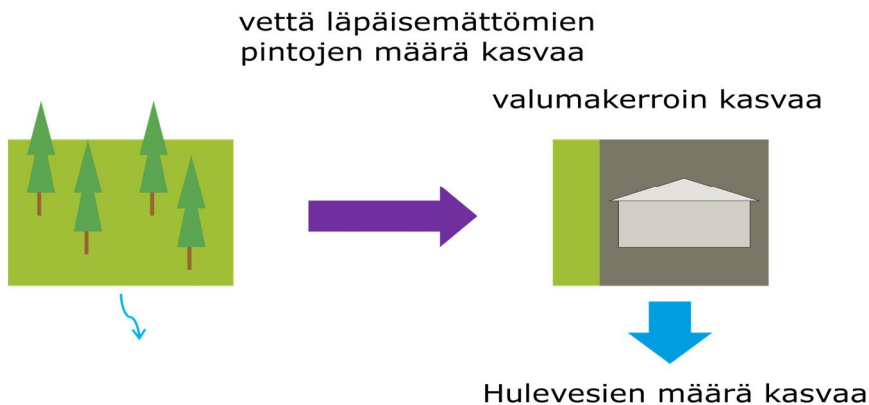 vettä läpäisemättömien
pintojen määrä kasvaa
valumakerroin kasvaa
Hulevesien määrä kasvaa